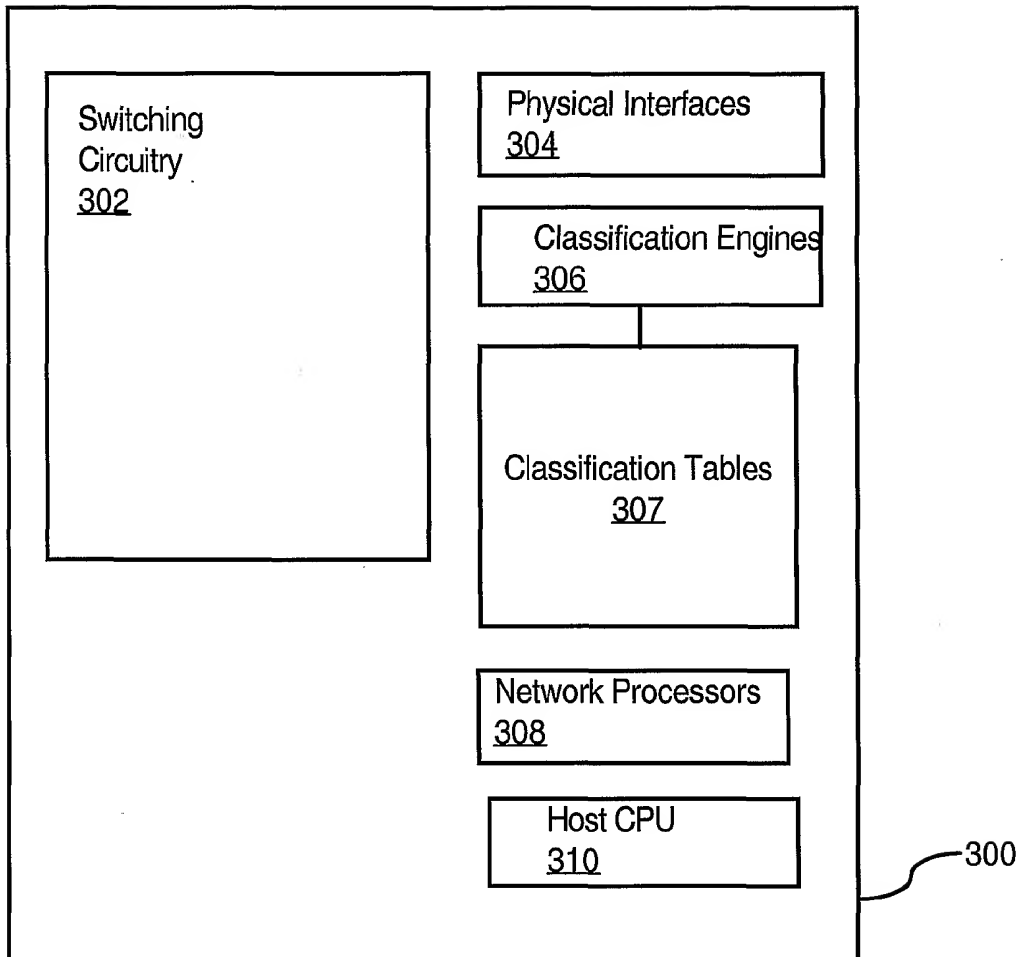 Switching
Circuitry
302
Physical Interfaces
304
Classification Engines
306
Classification Tables
307
Network Processors
308
Host CPU
310
300